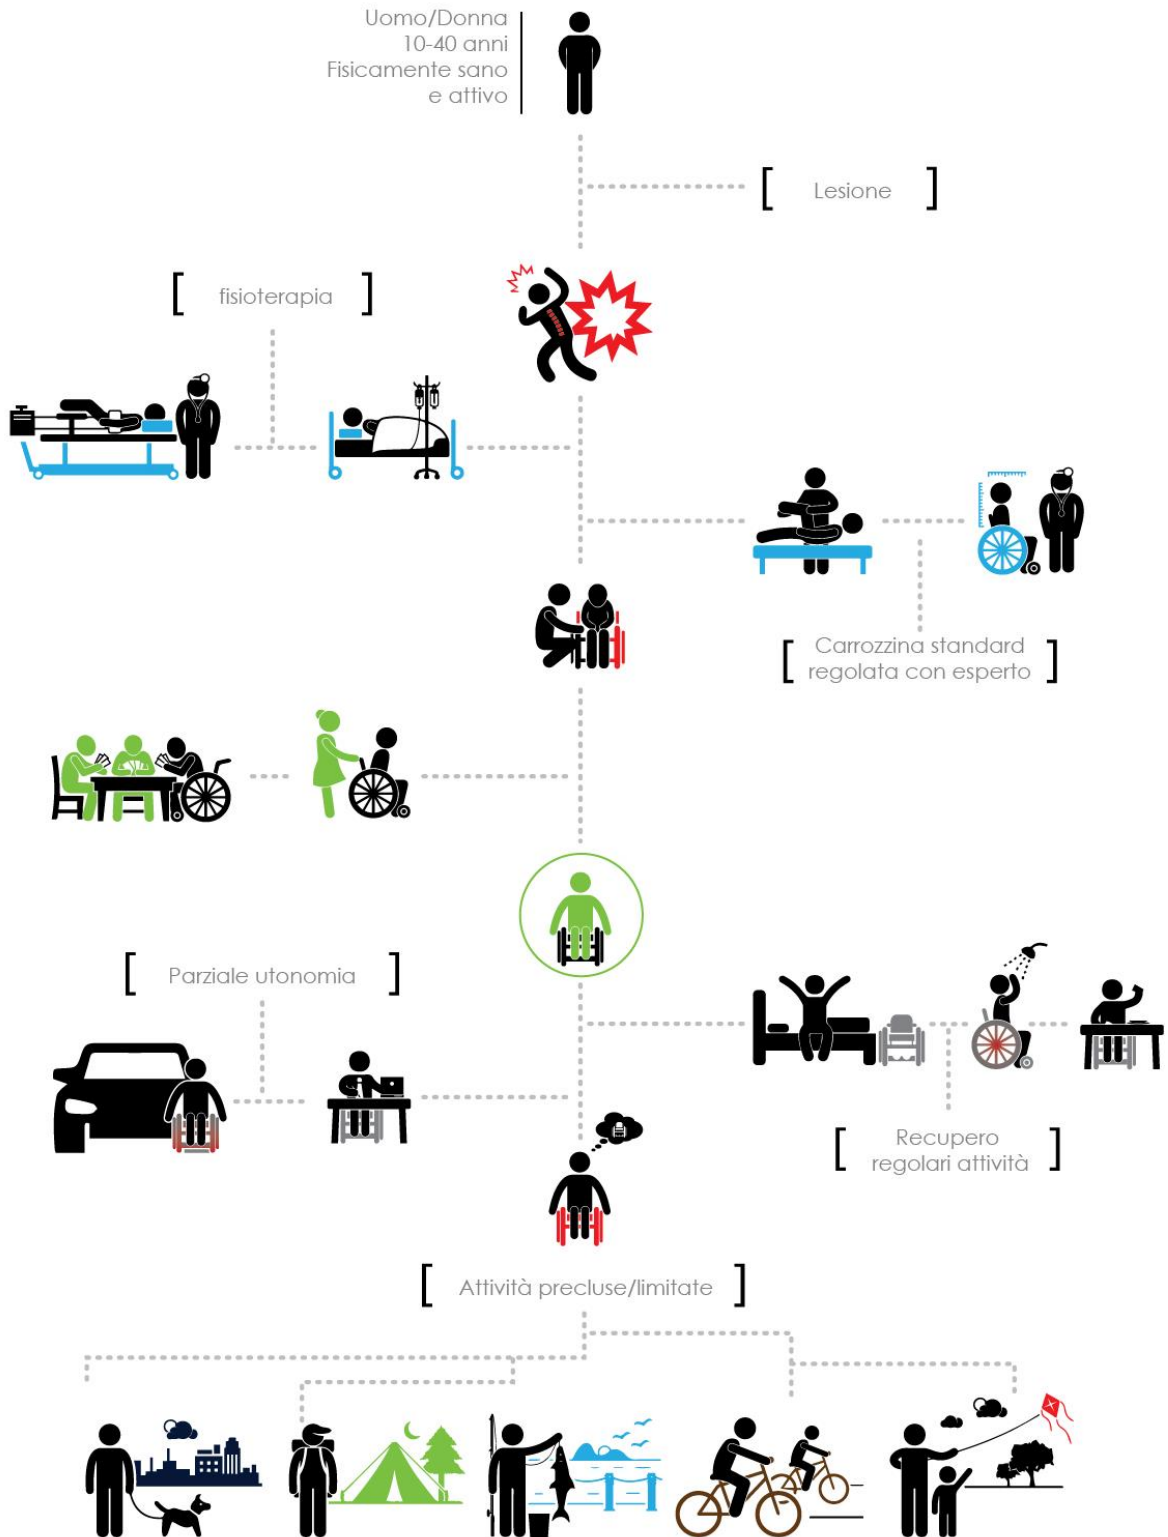 Uomo/Donna
10-40 anni
Fisicamente sano
e attivo
[ Lesione ]
[ fisioterapia ]
[ Carrozzina standard
regolata con esperto ]
[ Parziale utonomia ]
[ Recupero
regolari attività ]
[ Attività precluse/limitate ]